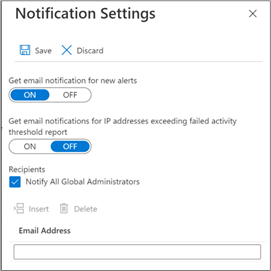 Notification Settings
Save Discard
Get email notification for new alerts
ON OFF
Get email notifications for IP addresses exceeding failed activity
threshold report
ON OFF
Recipients
Notify All Global Administrators
Insert Delete
Email Address